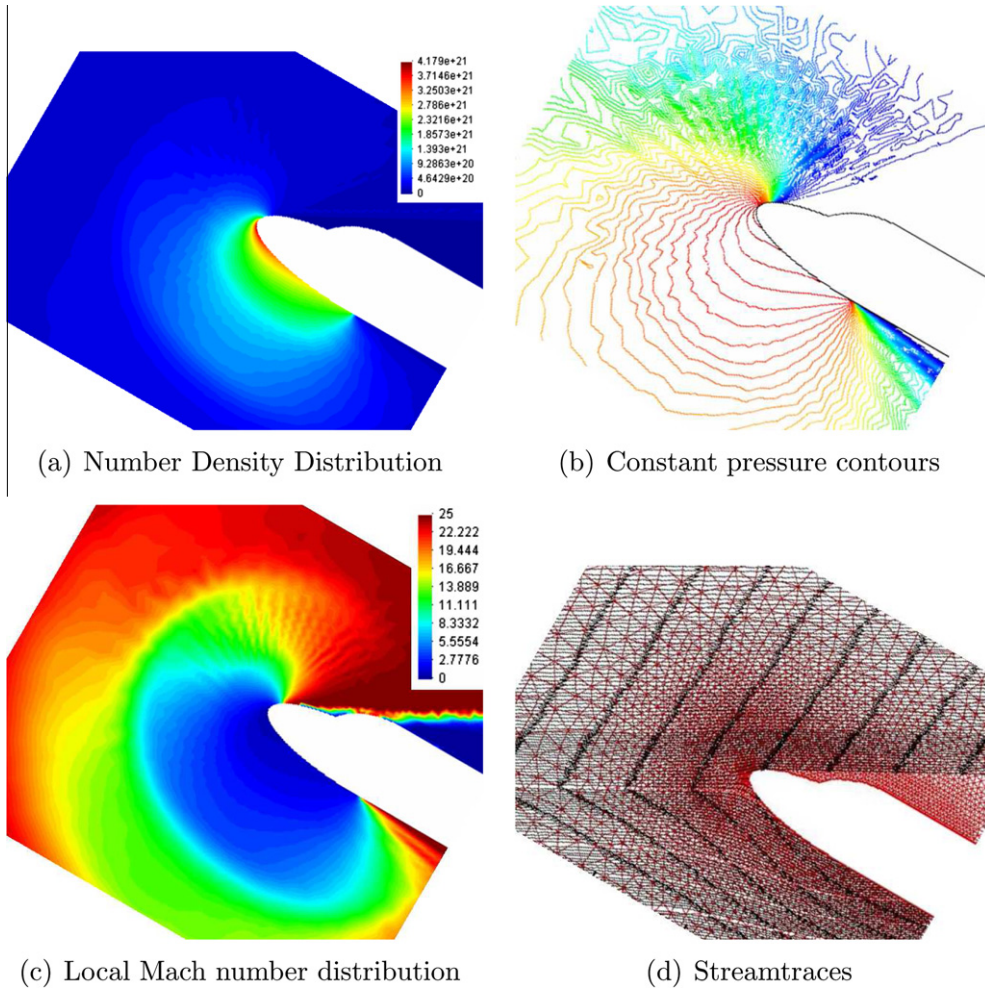 4.179e+21
3.7146e+21
3.2503e+21
2.786e+21
2.3216e+21
1.8573e+21
1.393e+21
9.2863e+20
4.6429e+20
0
(a) Number Density Distribution
(b) Constant pressure contours
25
22.222
19.444
16.667
13.889
11.111
8.3332
5.5554
2.7776
0
(c) Local Mach number distribution
(d) Streamtraces